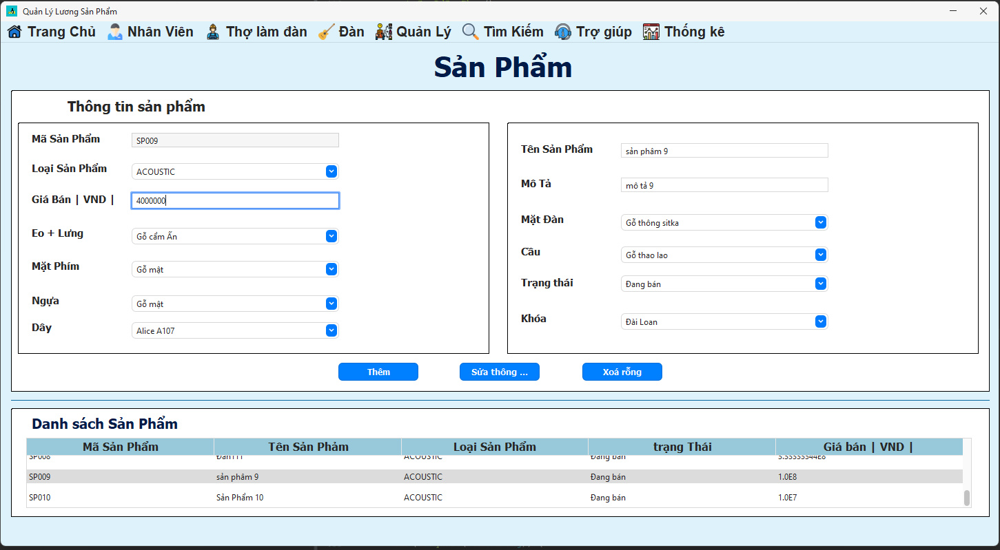 Quản Lý Lương Sản Phẩm
Trang Chủ Nhân Viên Thợ làm đàn Đàn Quản Lý Tìm Kiếm Trợ giúp Thống kê
Sản Phẩm
Thông tin sản phẩm
Mã Sản Phẩm SP009
Loại Sản Phẩm ACOUSTIC
Giá Bán | VND | 4000000
Eo + Lưng Gỗ cẩm Ấn
Mặt Phím Gỗ mật
Ngựa Gỗ mật
Dây Alice A107
Tên Sản Phẩm sản phâm 9
Mô Tả mô tả 9
Mặt Đàn Gỗ thông sitka
Cầu Gỗ thao lao
Trạng thái Đang bán
Khóa Đài Loan
Thêm Sửa thông ... Xoá rỗng
Danh sách Sản Phẩm
Mã Sản Phẩm Tên Sản Phảm Loại Sản Phẩm trạng Thái Giá bán | VND |
SP008 Đàn111 ACOUSTIC Đang bán 3.33333344E8
SP009 sản phâm 9 ACOUSTIC Đang bán 1.0E8
SP010 Sản Phẩm 10 ACOUSTIC Đang bán 1.0E7